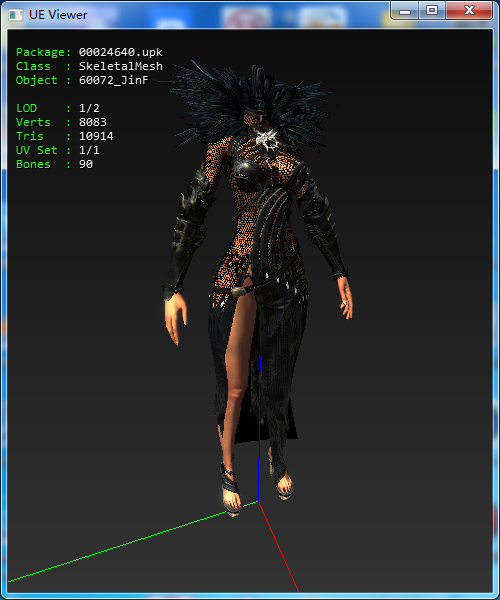 UE Viewer
Package: 00024640.upk
Class : SkeletalMesh
Object : 60072_JinF
LOD : 1/2
Verts : 8083
Tris : 10914
UV Set : 1/1
Bones : 90